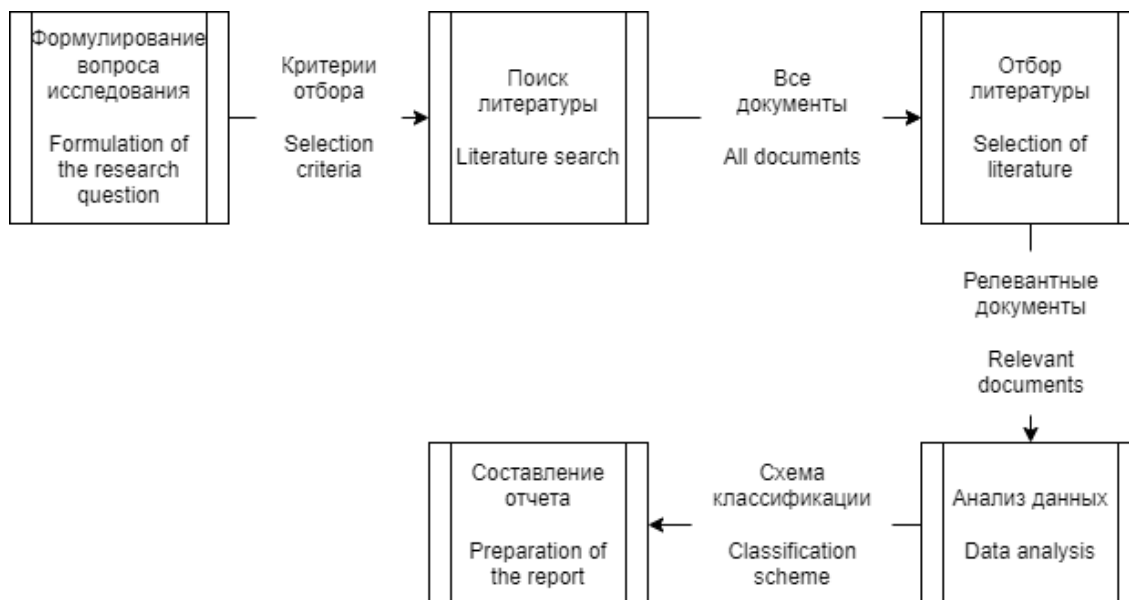 Формулирование
вопроса
исследования
Formulation of
the research
question
Критерии
отбора
Selection
criteria
Поиск
литературы
Literature search
Все
документы
All documents
Отбор
литературы
Selection of
literature
Релевантные
документы
Relevant
documents
Анализ данных
Data analysis
Схема
классификации
Classification
scheme
Составление
отчета
Preparation of
the report